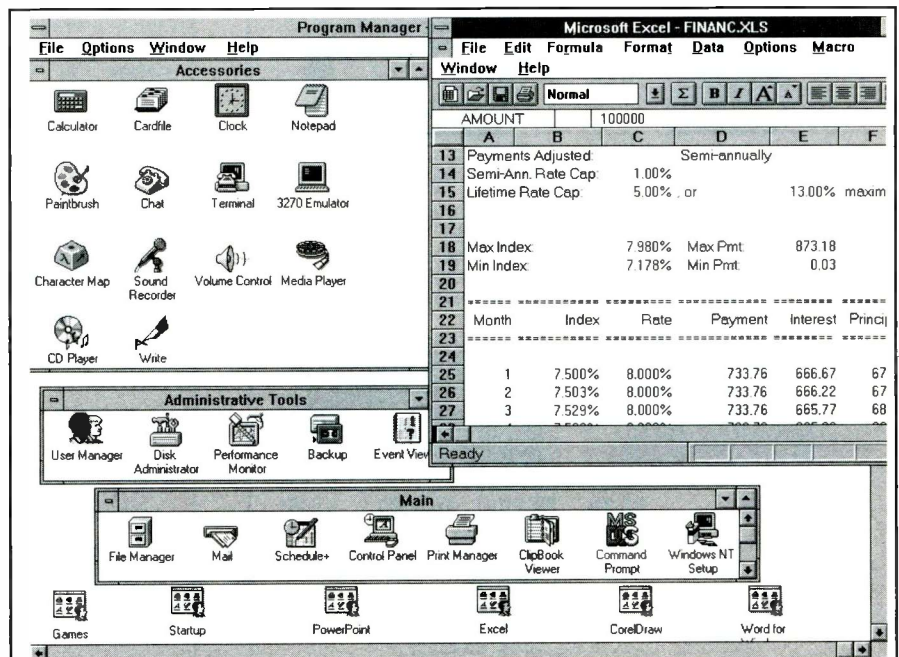 Program Manager
File Options Window Help
Accessories
Calculator Cardfile Clock Notepad
Paintbrush Chat Terminal 3270 Emulator
Character Map Sound Recorder Volume Control Media Player
CD Player Write
Administrative Tools
User Manager Disk Administrator Performance Monitor Backup Event View
Main
File Manager Mail Schedule+ Control Panel Print Manager ClipBook Viewer MS DOS Command Prompt Windows NT Setup
Games Startup PowerPoint Excel CorelDraw Word for
Microsoft Excel - FINANC.XLS
File Edit Formula Format Data Options Macro
Window Help
Normal Σ B I A A
AMOUNT 100000
A B C D E F
13 Payments Adjusted: Semi-annually
14 Semi-Ann. Rate Cap: 1.00%
15 Lifetime Rate Cap: 5.00% , or 13.00% maxim
16
17
18 Max Index: 7.980% Max Pmt: 873.18
19 Min Index: 7.178% Min Pmt: 0.03
20
21 ====== =========== ========= =========== ======== =====
22 Month Index Rate Payment Interest Princip
23 ====== =========== ========= =========== ======== =====
24
25 1 7.500% 8.000% 733.76 666.67 67
26 2 7.503% 8.000% 733.76 666.22 67
27 3 7.529% 8.000% 733.76 665.77 68
Ready